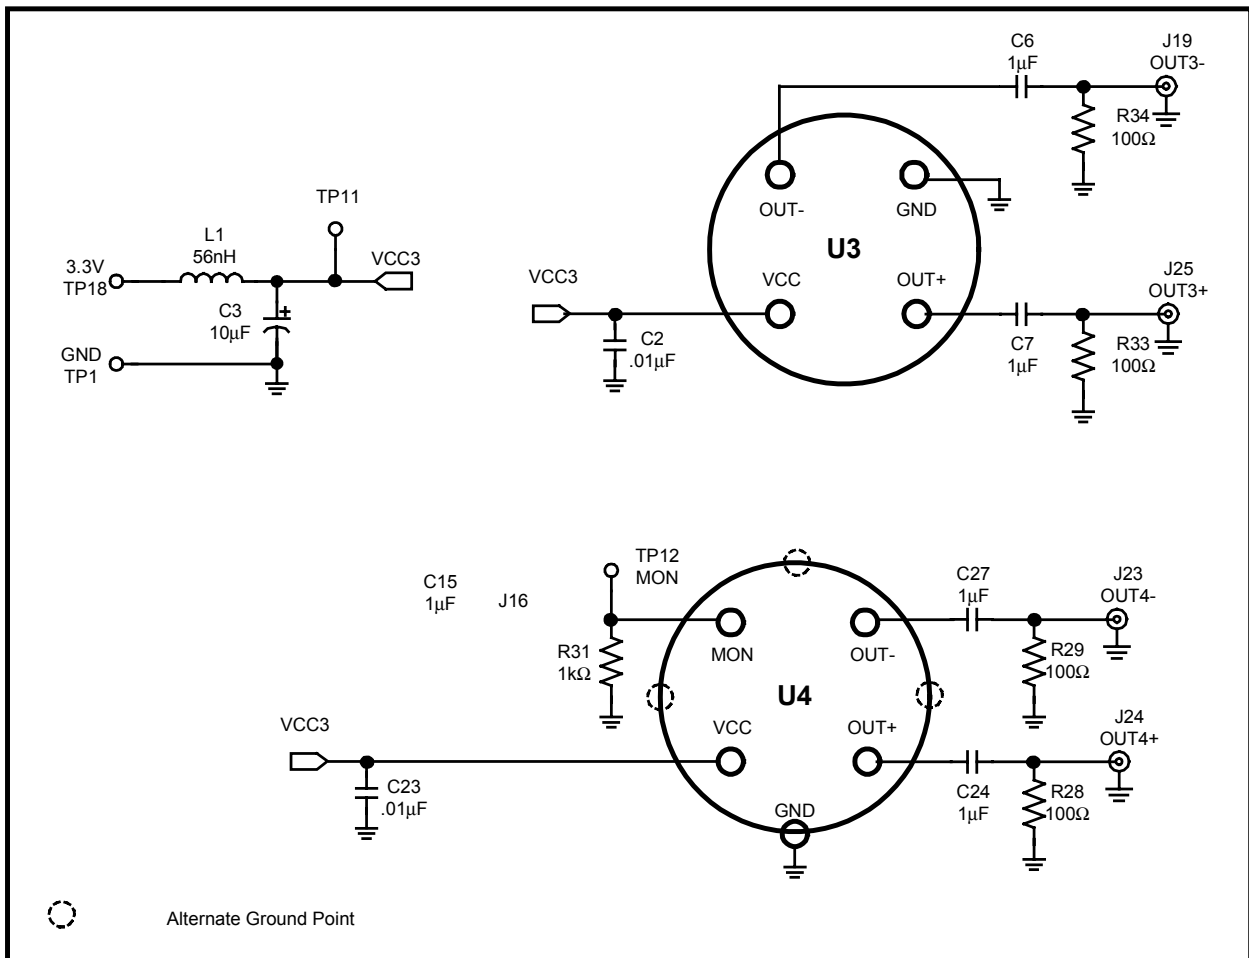 C6
1μF
J19
OUT3-
R34
100Ω
TP11
OUT-
GND
L1
56nH
U3
3.3V
TP18
VCC3
VCC3
VCC
OUT+
J25
OUT3+
C3
10μF
+
C2
.01μF
C7
1μF
R33
100Ω
GND
TP1
TP12
MON
C15
1μF
J16
C27
1μF
J23
OUT4-
R31
1kΩ
MON
OUT-
R29
100Ω
U4
VCC3
VCC
OUT+
J24
OUT4+
C23
.01μF
GND
C24
1μF
R28
100Ω
Alternate Ground Point